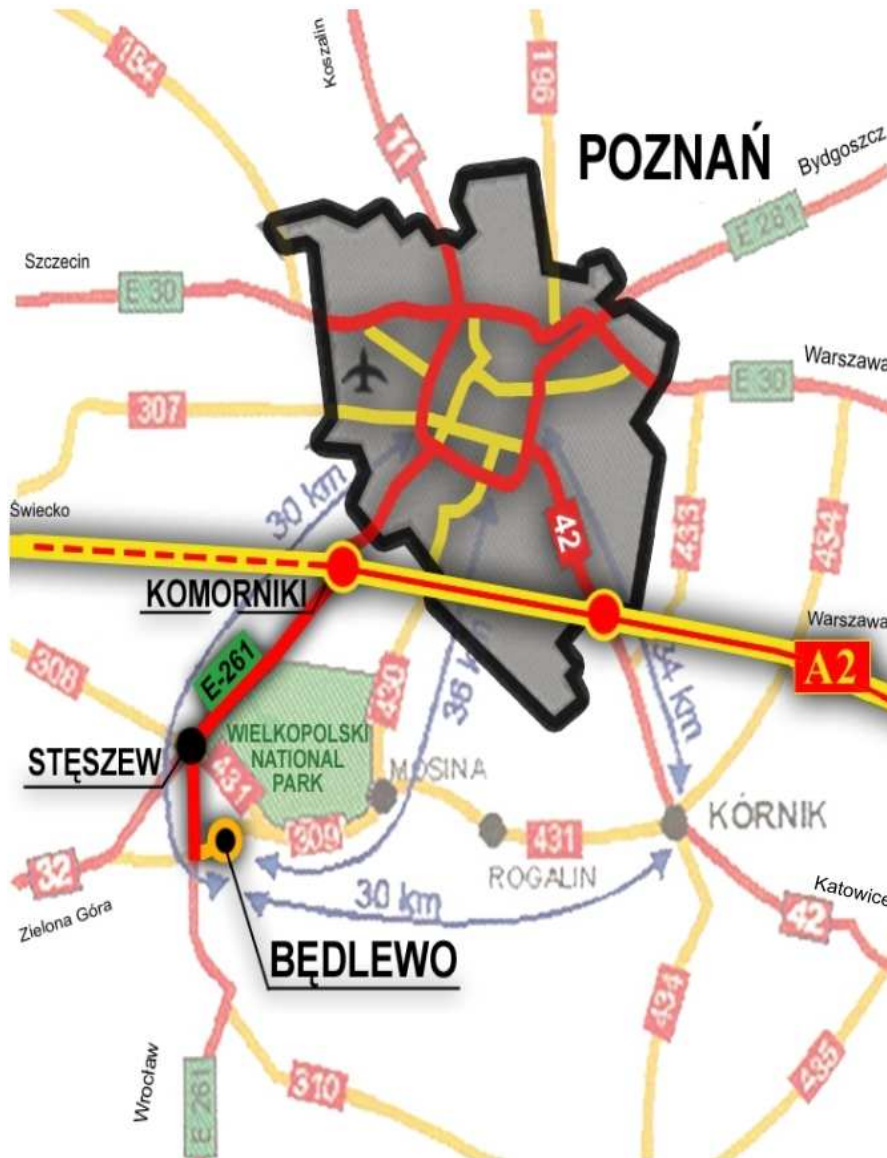 Koszalin
184
196
11
POZNAŃ
Bydgoszcz
E 261
Szczecin
E 30
Warszawa
E 30
307
30 km
Świecko
42
433
434
KOMORNIKI
Warszawa
A2
E-261
308
430
36 km
34 km
WIELKOPOLSKI
NATIONAL
PARK
STĘSZEW
431
MOSINA
309
431
KÓRNIK
ROGALIN
32
Zielona Góra
30 km
Katowice
42
BĘDLEWO
434
435
310
Wrocław
E 261